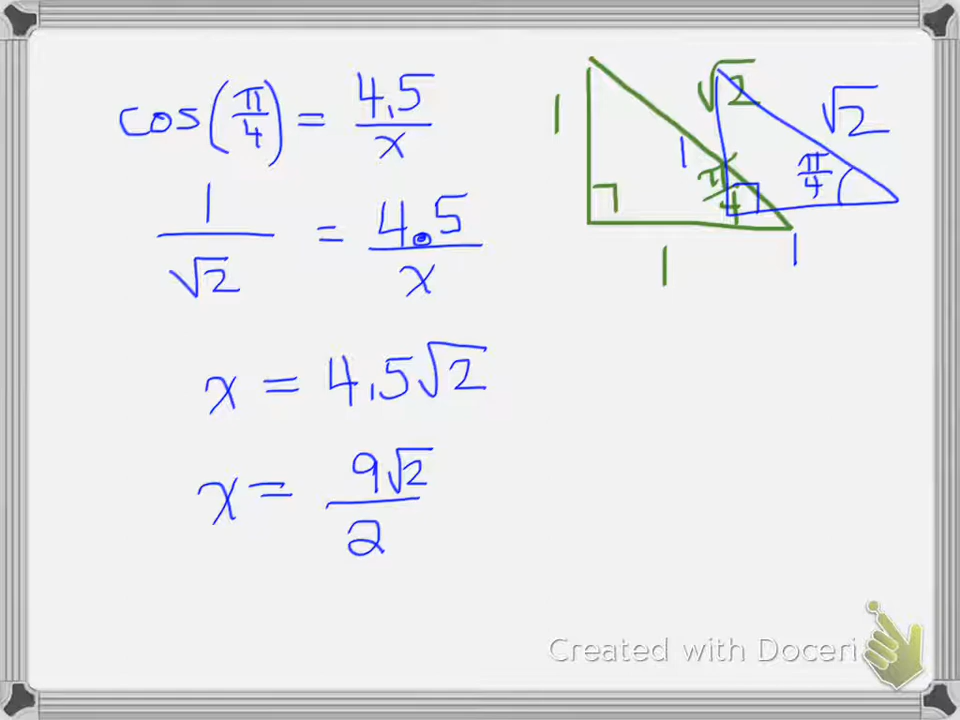 cos(π/4) = 4.5/x
1/√2 = 4.5/x
x = 4.5√2
x = 9√2/2
1
√2
π/4
1
1
√2
π/4
1
Created with Doceri